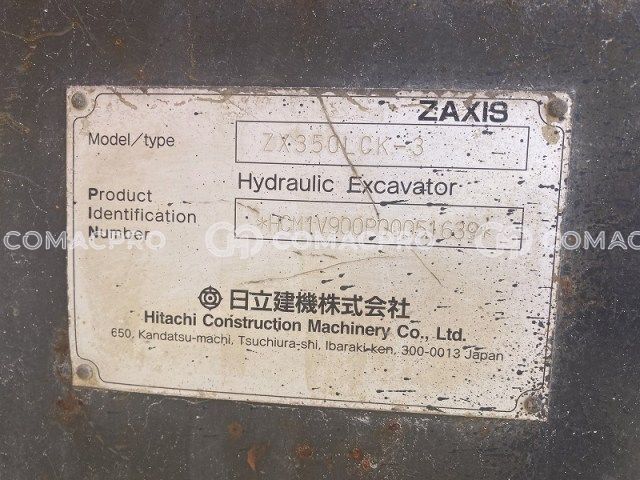 ZAXIS
Model/type
ZX350LCK-3
Hydraulic Excavator
Product
Identification
Number
COMACPRO
COMACPRO
COMACPRO
日立建機株式会社
Hitachi Construction Machinery Co., Ltd.
650, Kandatsu-machi, Tsuchiura-shi, Ibaraki-ken, 300-0013 Japan